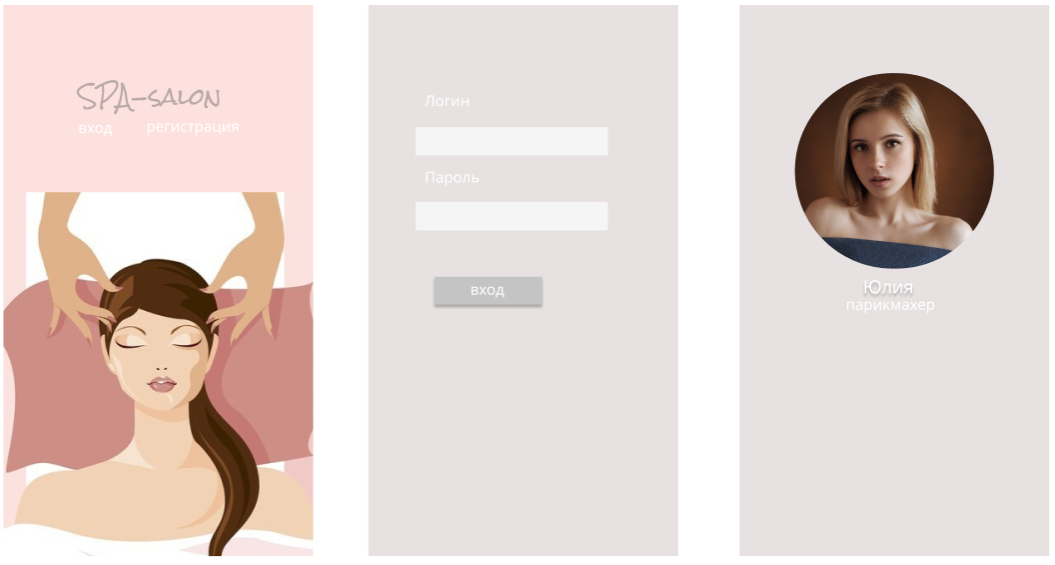 SPA-SALON
вход регистрация
Логин
Пароль
вход
Юлия
парикмахер